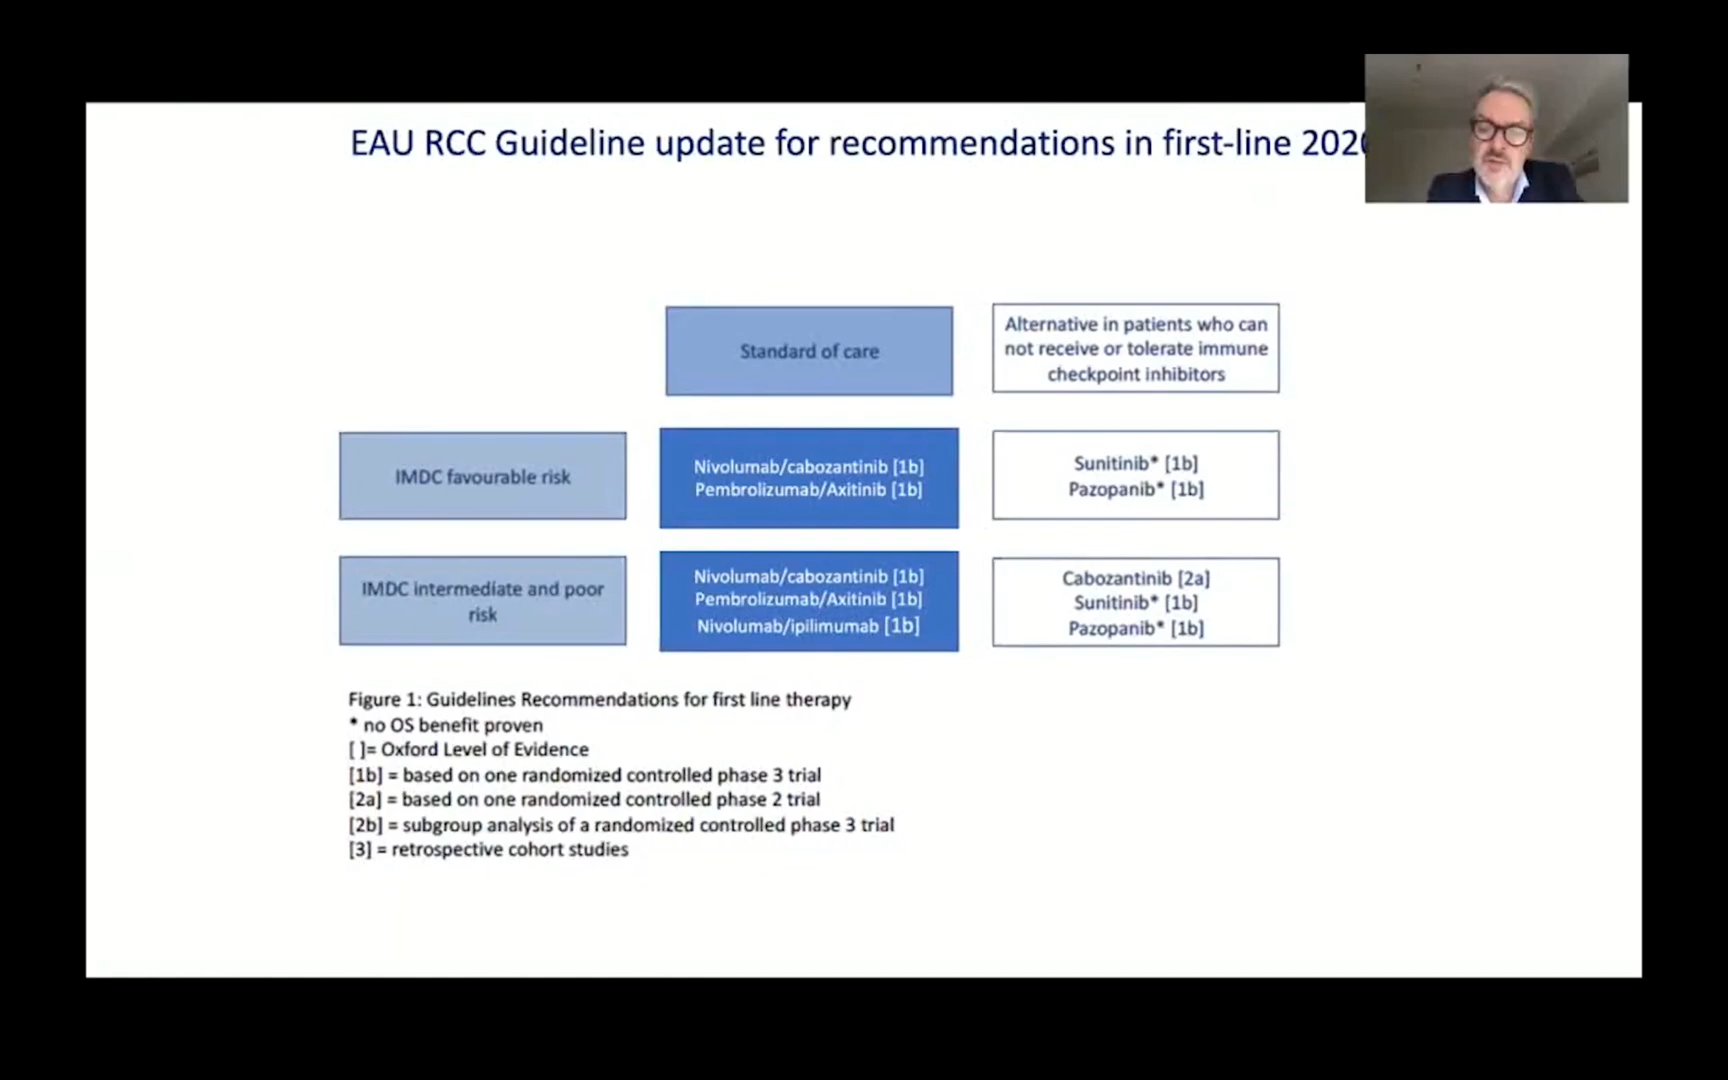 EAU RCC Guideline update for recommendations in first-line
Standard of care
Alternative in patients who can
not receive or tolerate immune
checkpoint inhibitors
IMDC favourable risk
Nivolumab/cabozantinib [1b]
Pembrolizumab/Axitinib [1b]
Sunitinib* [1b]
Pazopanib* [1b]
IMDC intermediate and poor
risk
Nivolumab/cabozantinib [1b]
Pembrolizumab/Axitinib [1b]
Nivolumab/ipilimumab [1b]
Cabozantinib [2a]
Sunitinib* [1b]
Pazopanib* [1b]
Figure 1: Guidelines Recommendations for first line therapy
* no OS benefit proven
[ ]= Oxford Level of Evidence
[1b] = based on one randomized controlled phase 3 trial
[2a] = based on one randomized controlled phase 2 trial
[2b] = subgroup analysis of a randomized controlled phase 3 trial
[3] = retrospective cohort studies